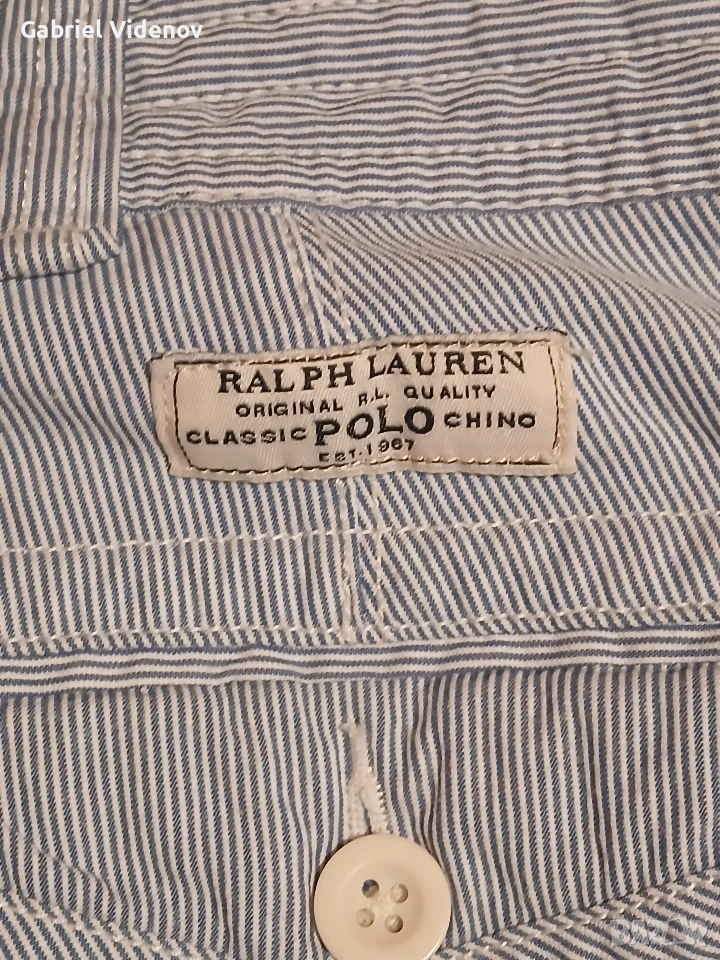 Gabriel Videnov
RALPH LAUREN
ORIGINAL R.L. QUALITY
CLASSIC POLO CHINO
EST. 1967